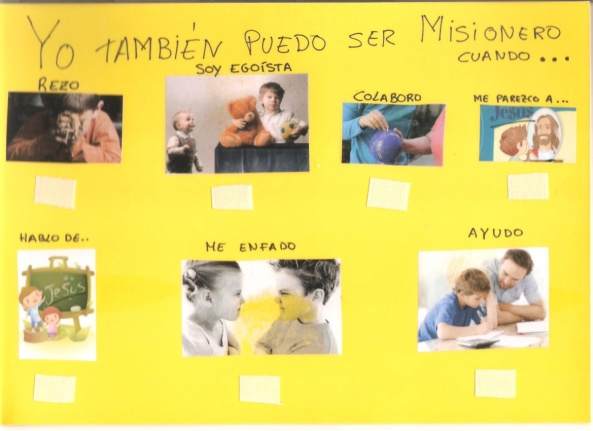 Yo TAMBIÉN PUEDO SER MISIONERO
CUANDO...
REZO
SOY EGOÍSTA
COLABORO
ME PAREZCO A...
Jesús
HABLO DE..
JESÚS
ME ENFADO
AYUDO